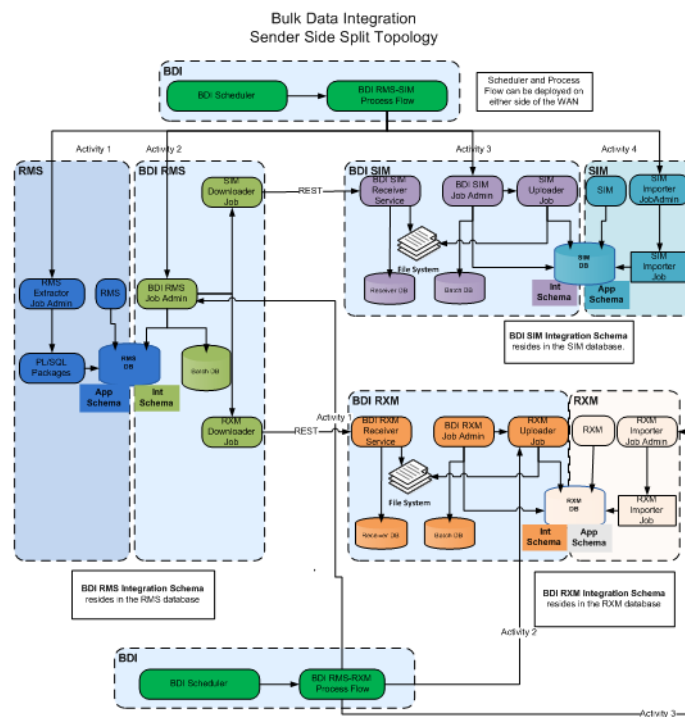 Bulk Data Integration
Sender Side Split Topology
BDI
BDI Scheduler
BDI RMS-SIM
Process Flow
Scheduler and Process
Flow can be deployed on
either side of the WAN
Activity 1
Activity 2
Activity 3
Activity 4
RMS
RMS
Extractor
Job Admin
RMS
PL/SQL
Packages
RMS
DB
App
Schema
BDI RMS
SIM
Downloader
Job
BDI RMS
Job Admin
Batch DB
Int
Schema
RXM
Downloader
Job
REST
BDI SIM
BDI SIM
Receiver
Service
BDI SIM
Job Admin
SIM
Uploader
Job
File System
Receiver DB
Batch DB
SIM
DB
Int
Schema
SIM
SIM
SIM
Importer
JobAdmin
SIM
Importer
Job
App
Schema
BDI SIM Integration Schema
resides in the SIM database.
Activity 1
REST
BDI RXM
BDI RXM
Receiver
Service
BDI RXM
Job Admin
RXM
Uploader
Job
File System
Receiver DB
Batch DB
RXM
DB
Int
Schema
RXM
RXM
RXM
Importer
Job Admin
RXM
Importer
Job
App
Schema
BDI RMS Integration Schema
resides in the RMS database
BDI RXM Integration Schema
resides in the RXM database
Activity 2
BDI
BDI Scheduler
BDI RMS-RXM
Process Flow
Activity 3